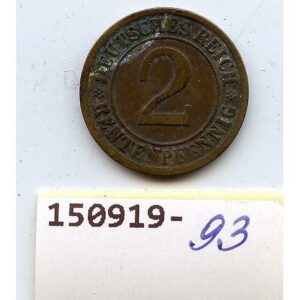 DEUTSCHES REICH
2
RENTENPFENNIG
150919-93